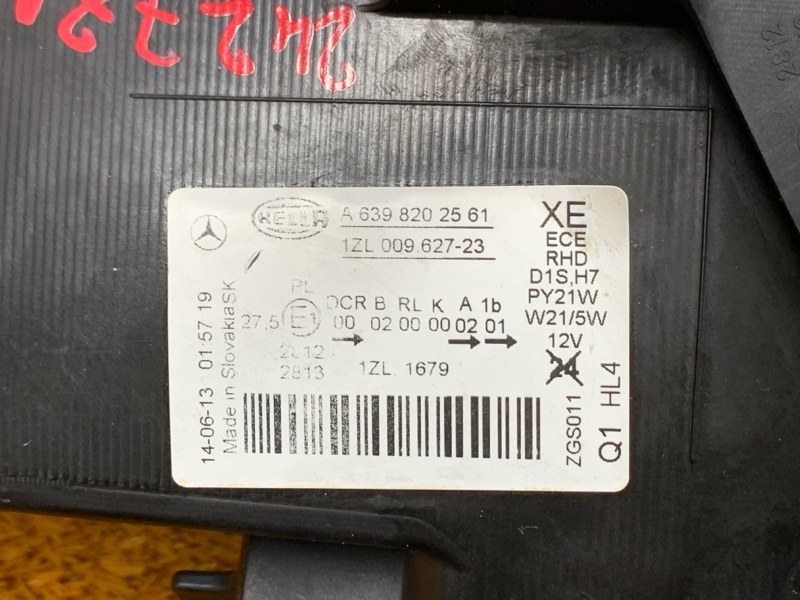 24278
2812
HELLA
A 639 820 25 61
1ZL 009.627-23
XE
ECE
RHD
D1S,H7
PY21W
W21/5W
12V
24
PL
DCR B RL K A 1b
27.5 E1 00 02 00 00 02 01
2812
2813
1ZL 1679
14-06-13 01:57 19
Made in SlovakiaSK
ZGS011
Q1 HL4